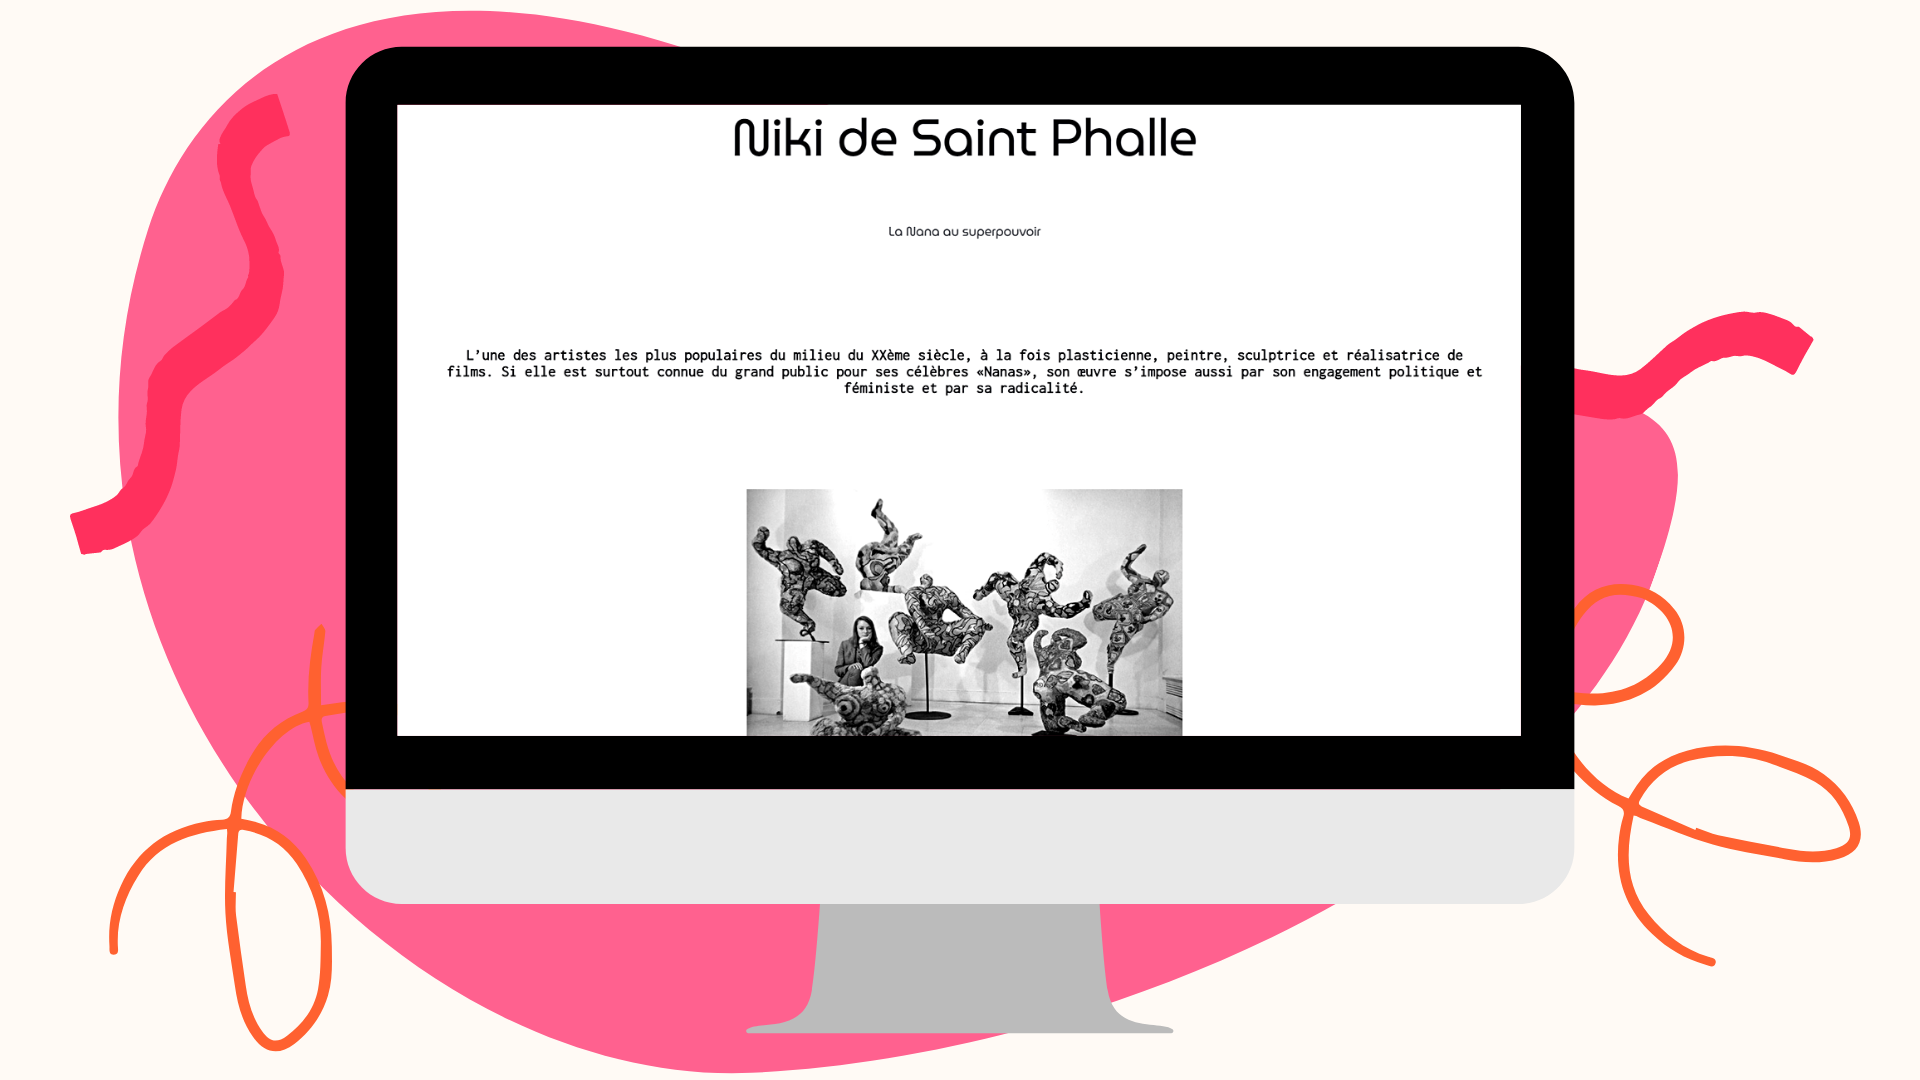 Niki de Saint Phalle
La Nana au superpouvoir
L’une des artistes les plus populaires du milieu du XXème siècle, à la fois plasticienne, peintre, sculptrice et réalisatrice de
films. Si elle est surtout connue du grand public pour ses célèbres «Nanas», son œuvre s’impose aussi par son engagement politique et
féministe et par sa radicalité.